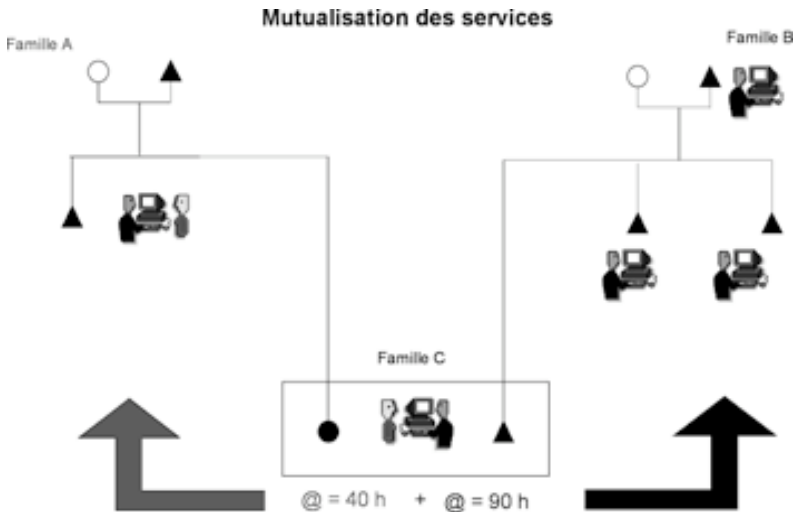 Mutualisation des services
Famille A
Famille B
Famille C
@ = 40 h + @ = 90 h